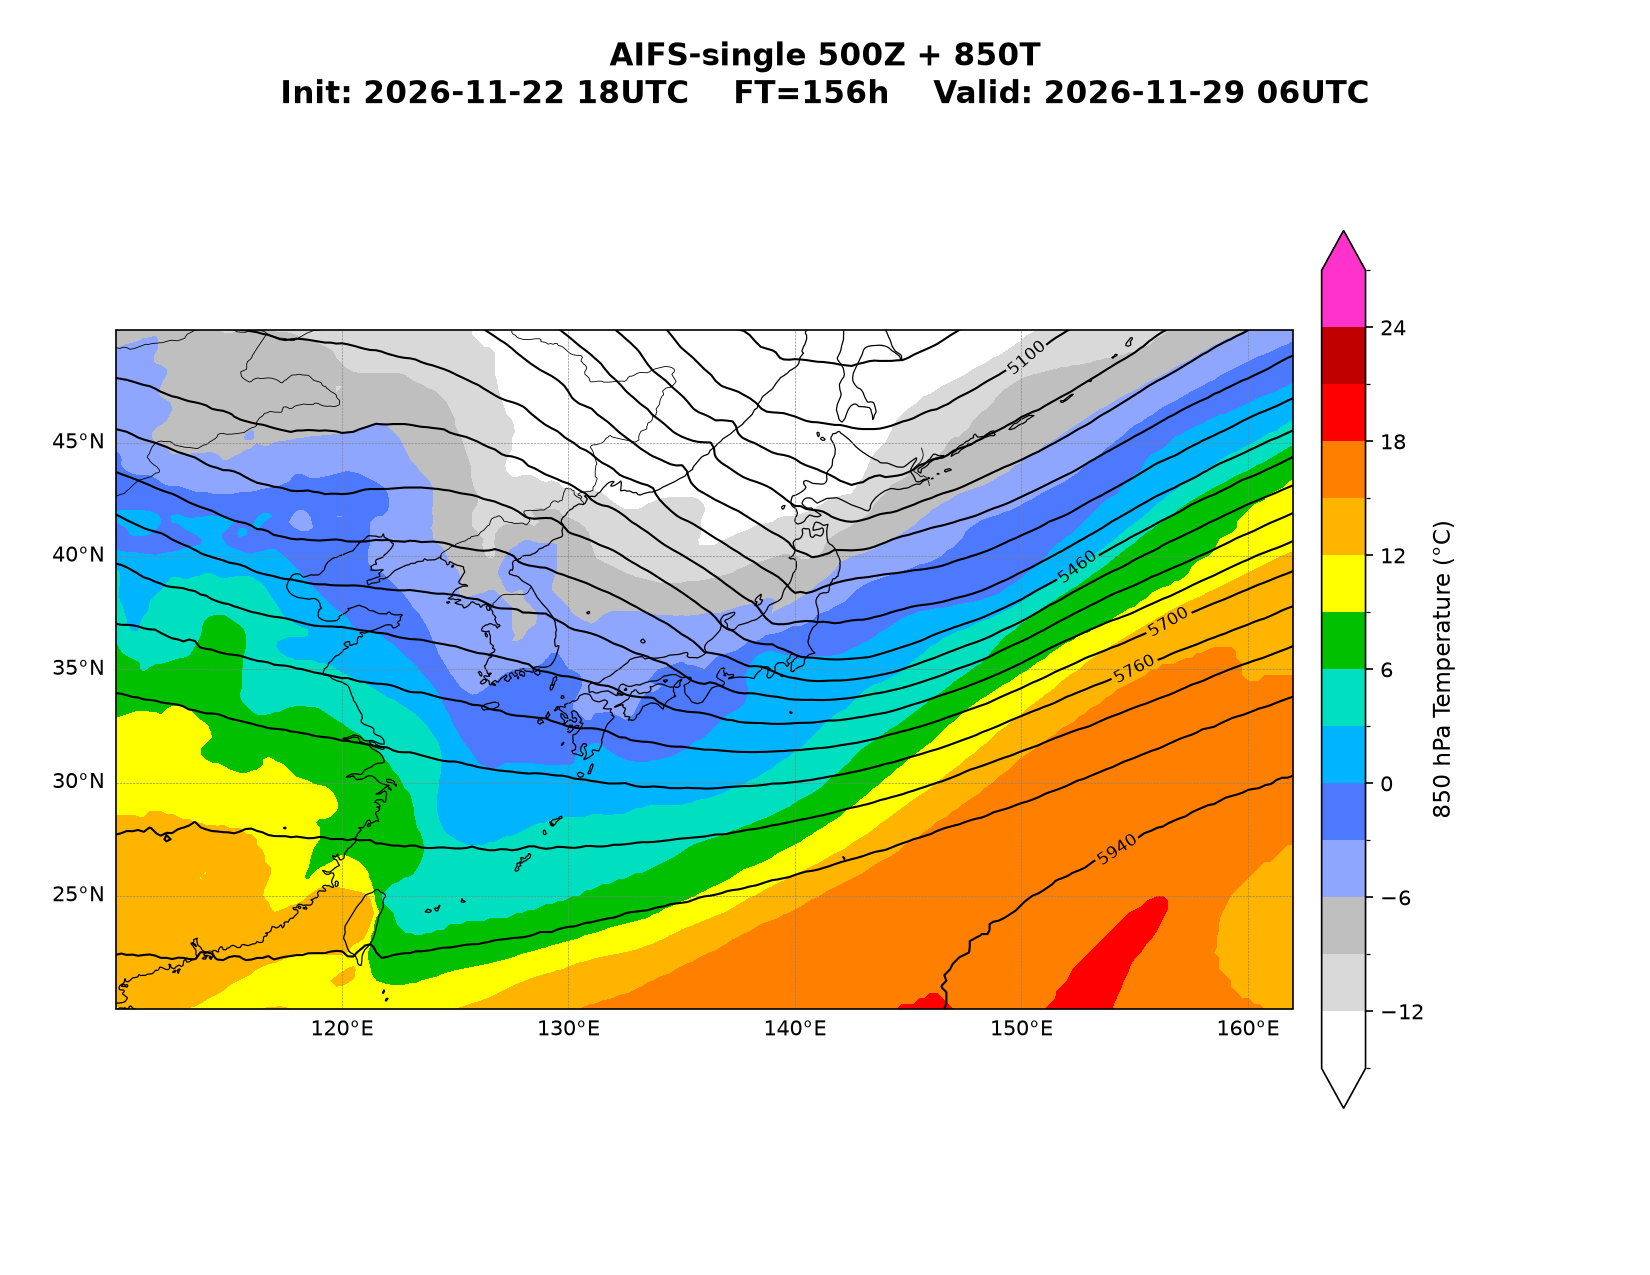 AIFS-single 500Z + 850T
Init: 2026-11-22 18UTC    FT=156h    Valid: 2026-11-29 06UTC
5100
5460
5700
5760
5940
45°N
40°N
35°N
30°N
25°N
120°E
130°E
140°E
150°E
160°E
24
18
12
6
0
−6
−12
850 hPa Temperature (°C)